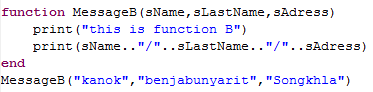 function MessageB(sName,sLastName,sAdress)
    print("this is function B")
    print(sName.."/"..sLastName.."/"..sAdress)
end
MessageB("kanok","benjabunyarit","Songkhla")